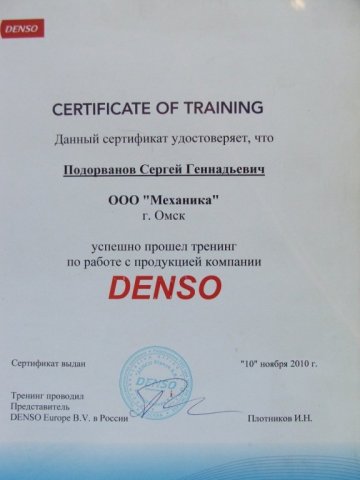 DENSO
CERTIFICATE OF TRAINING
Данный сертификат удостоверяет, что
Подорванов Сергей Геннадьевич
ООО "Механика"
г. Омск
успешно прошел тренинг
по работе с продукцией компании
DENSO
Сертификат выдан "10" ноября 2010 г.
DENSO
Тренинг проводил
Представитель
DENSO Europe B.V. в России Плотников И.Н.